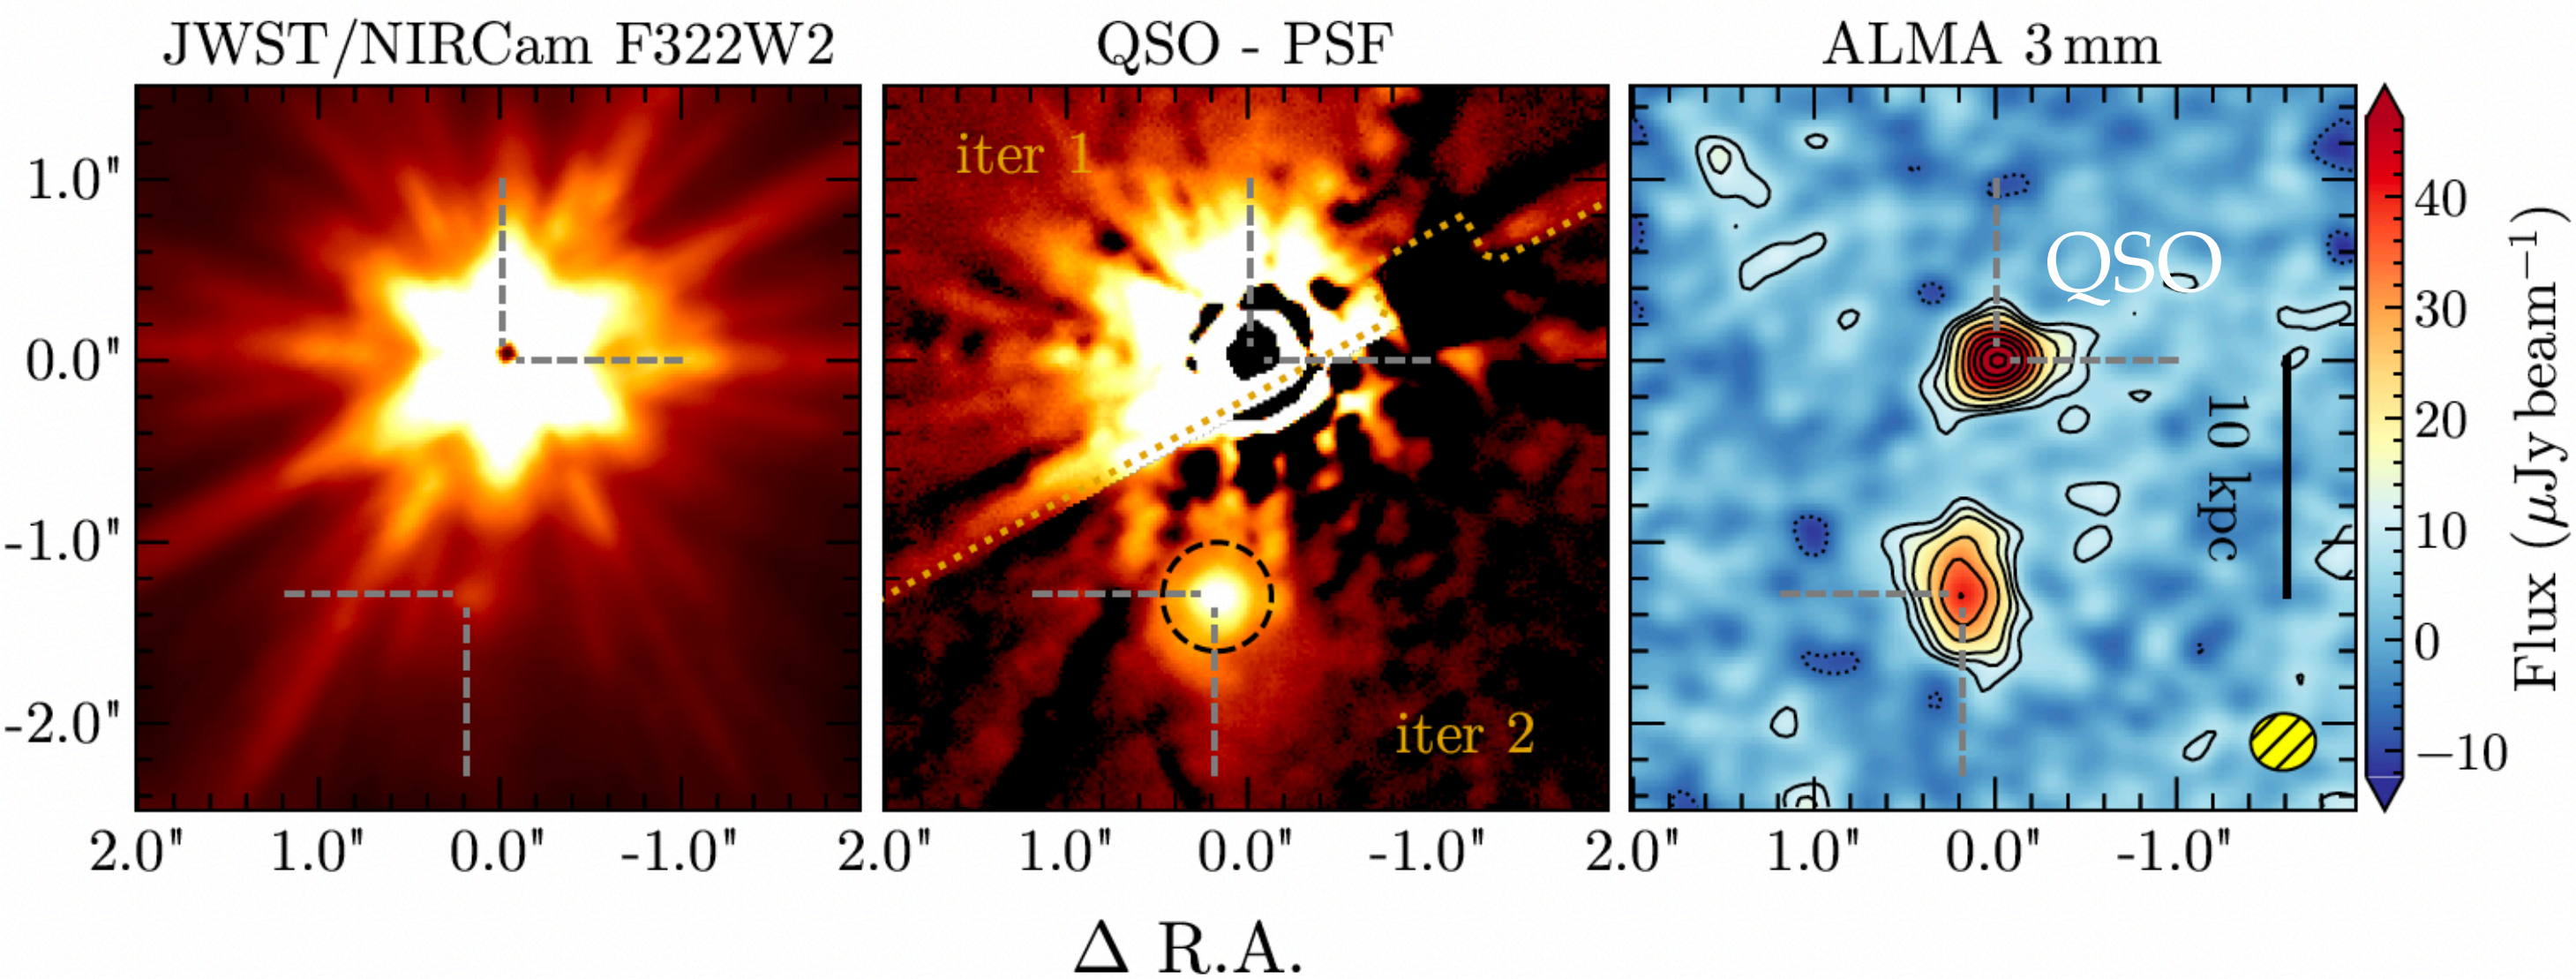 JWST/NIRCam F322W2
QSO - PSF
ALMA 3 mm
iter 1
iter 2
QSO
10 kpc
1.0"
0.0"
-1.0"
-2.0"
2.0" 1.0" 0.0" -1.0"
2.0" 1.0" 0.0" -1.0"
2.0" 1.0" 0.0" -1.0"
40
30
20
10
0
−10
Flux (μJy beam⁻¹)
Δ R.A.